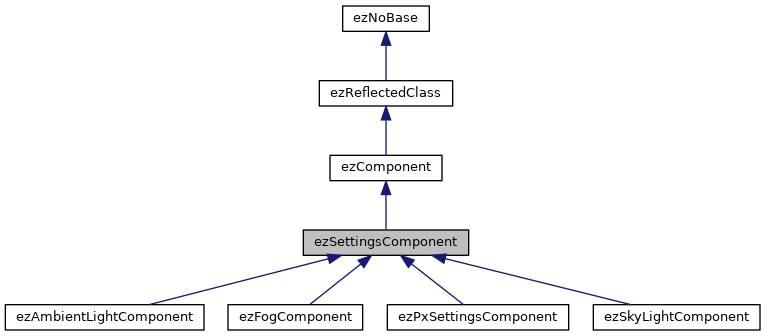 ezNoBase
ezReflectedClass
ezComponent
ezSettingsComponent
ezAmbientLightComponent
ezFogComponent
ezPxSettingsComponent
ezSkyLightComponent